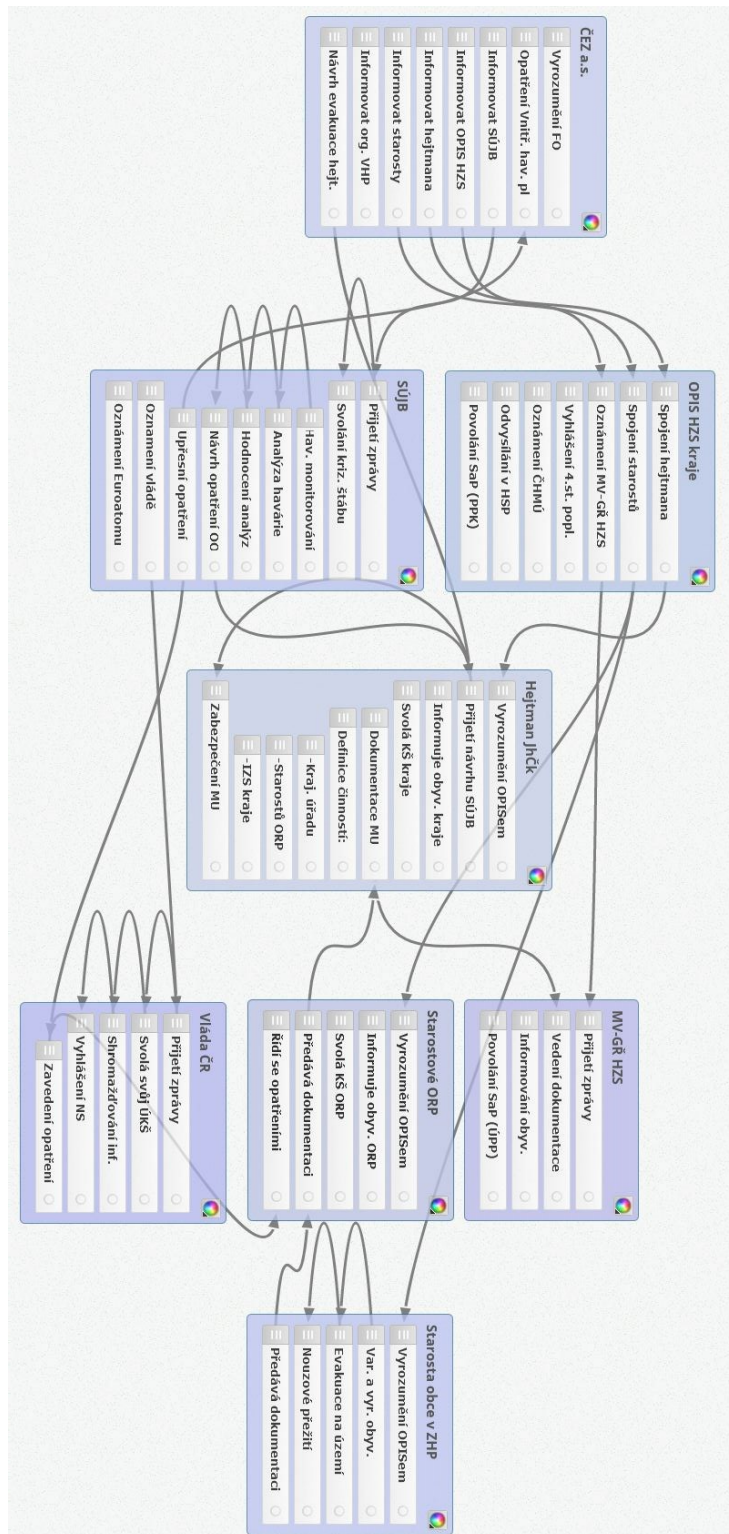 ČEZ a.s.
Vyrozumění FO
Opatření Vnitř. hav. pl
Informovat SÚJB
Informovat OPIS HZS
Informovat hejtmana
Informovat starosty
Informovat org. VHP
Návrh evakuace hejt.
OPIS HZS kraje
Spojení hejtmana
Spojení starostů
Oznámení MV-GŘ HZS
Vyhlášení 4.st. popl.
Oznámení ČHMÚ
Odvysílání v HSP
Povolání SaP (PPK)
SÚJB
Přijetí zprávy
Svolání kriz. štábu
Hav. monitorování
Analýza havárie
Hodnocení analýz
Návrh opatření OO
Upřesní opatření
Oznamení vládě
Oznámení Euroatomu
Hejtman JhČk
Vyrozumění OPISem
Přijetí návrhu SÚJB
Informuje obyv. kraje
Svolá KŠ kraje
Dokumentace MU
Definice činností:
-Kraj. úřadu
-Starostů ORP
-IZS kraje
Zabezpečení MU
MV-GŘ HZS
Přijetí zprávy
Vedení dokumentace
Informování obyv.
Povolání SaP (ÚPP)
Starostové ORP
Vyrozumění OPISem
Informuje obyv. ORP
Svolá KŠ ORP
Předává dokumentaci
Řídí se opatřeními
Vláda ČR
Přijetí zprávy
Svolá svůj ÚKŠ
Shromažďování inf.
Vyhlášení NS
Zavedení opatření
Starosta obce v ZHP
Vyrozumění OPISem
Var. a vyr. obyv.
Evakuace na území
Nouzové přežití
Předává dokumentaci